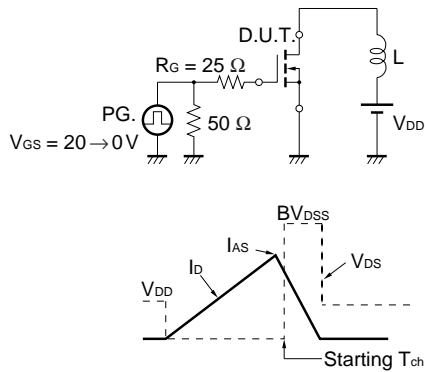 D.U.T.
RG = 25 Ω
L
PG.
50 Ω
VDD
VGS = 20 → 0 V
BVDSS
IAS
ID
VDS
VDD
Starting Tch